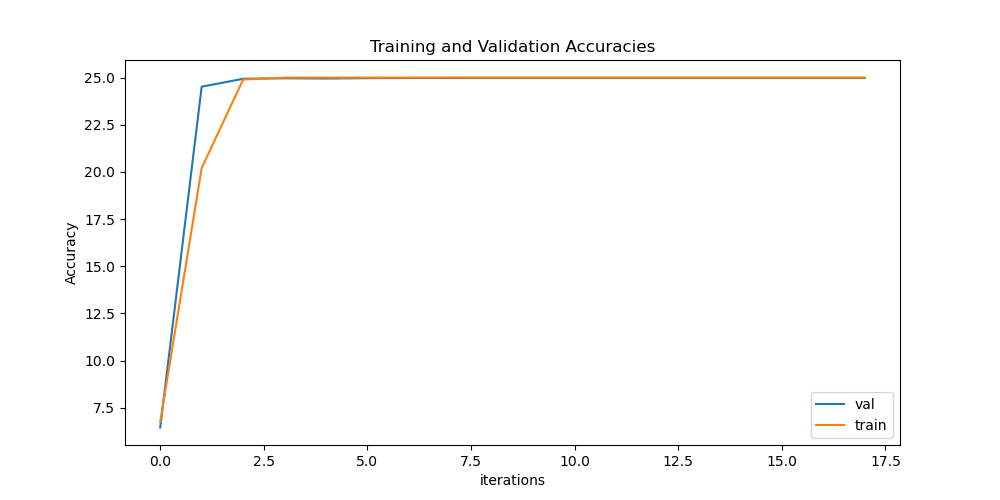 Training and Validation Accuracies
25.0
22.5
20.0
17.5
15.0
12.5
10.0
7.5
Accuracy
0.0 2.5 5.0 7.5 10.0 12.5 15.0 17.5
iterations
val
train